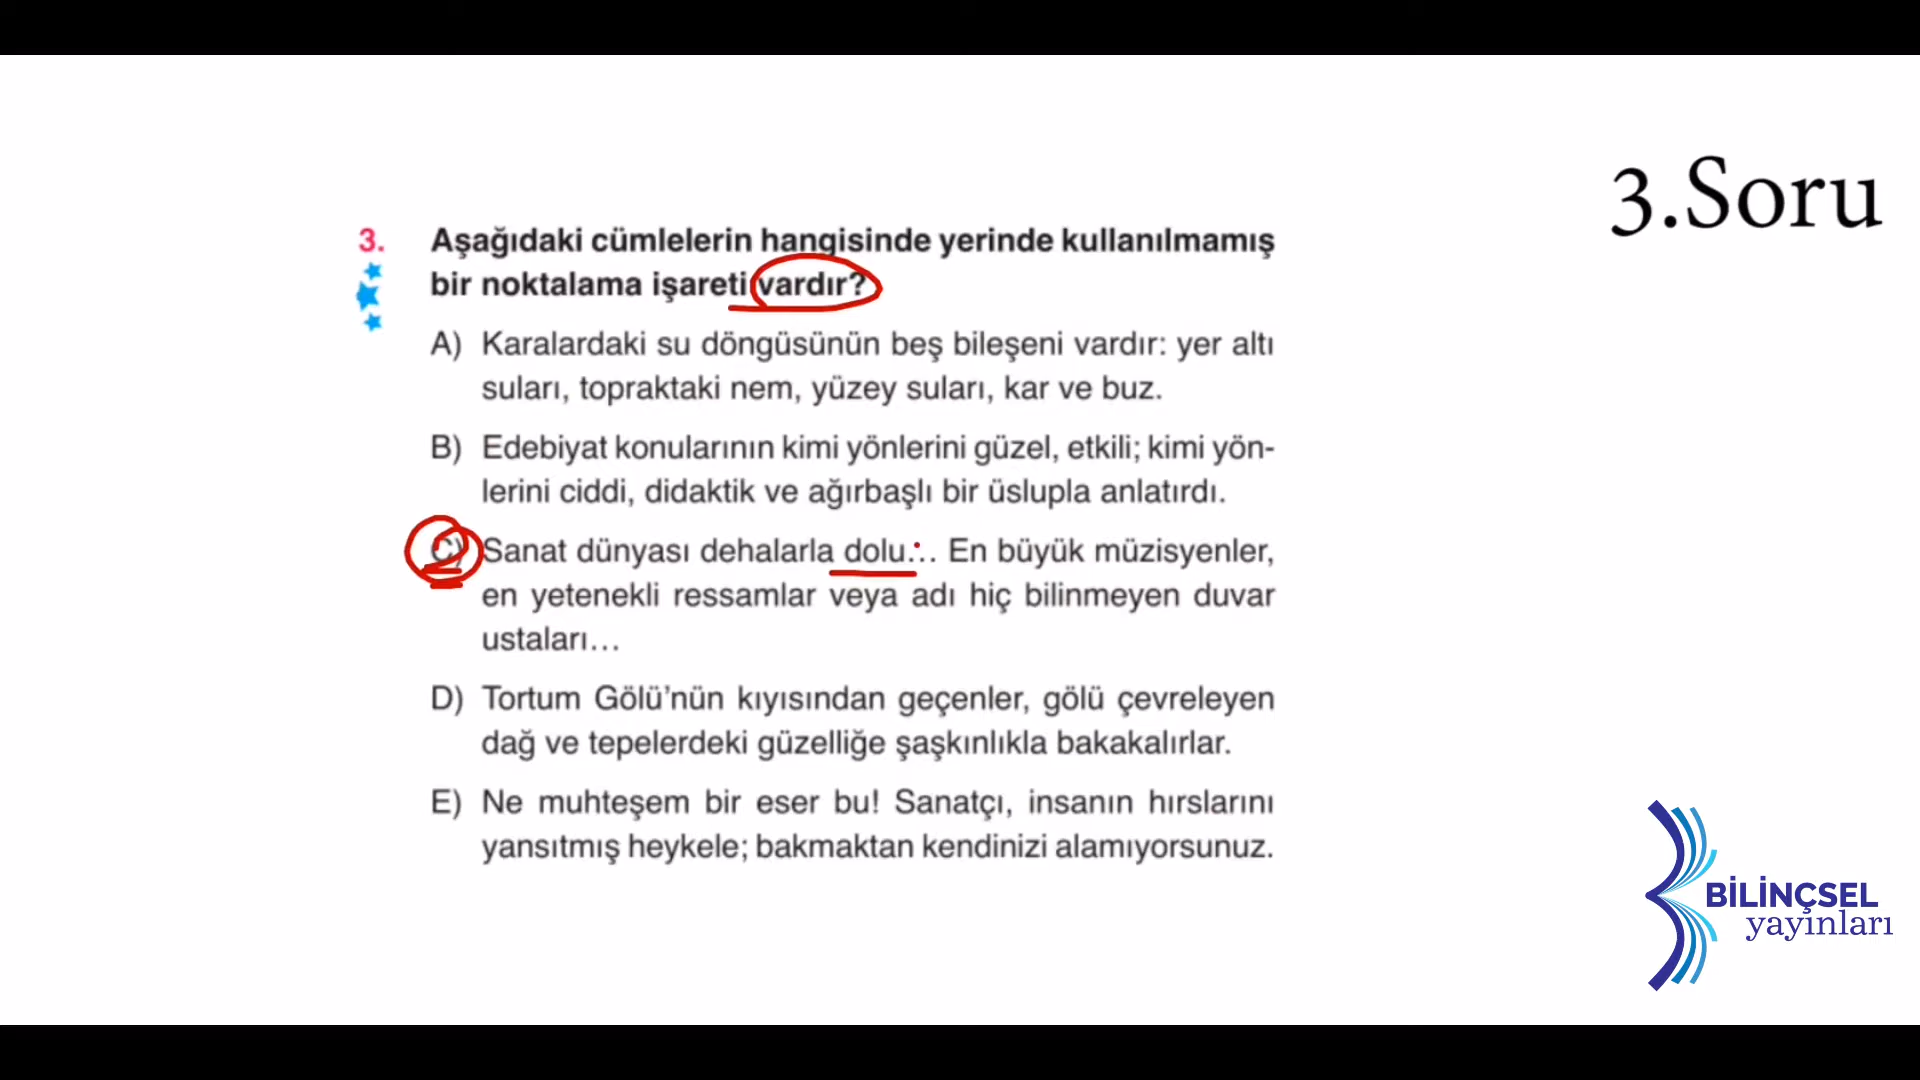 3.Soru
3. Aşağıdaki cümlelerin hangisinde yerinde kullanılmamış
bir noktalama işareti vardır?
A) Karalardaki su döngüsünün beş bileşeni vardır: yer altı
suları, topraktaki nem, yüzey suları, kar ve buz.
B) Edebiyat konularının kimi yönlerini güzel, etkili; kimi yön-
lerini ciddi, didaktik ve ağırbaşlı bir üslupla anlatırdı.
C) Sanat dünyası dehalarla dolu… En büyük müzisyenler,
en yetenekli ressamlar veya adı hiç bilinmeyen duvar
ustaları…
D) Tortum Gölü’nün kıyısından geçenler, gölü çevreleyen
dağ ve tepelerdeki güzelliğe şaşkınlıkla bakakalırlar.
E) Ne muhteşem bir eser bu! Sanatçı, insanın hırslarını
yansıtmış heykele; bakmaktan kendinizi alamıyorsunuz.
BİLİNÇSEL
yayınları